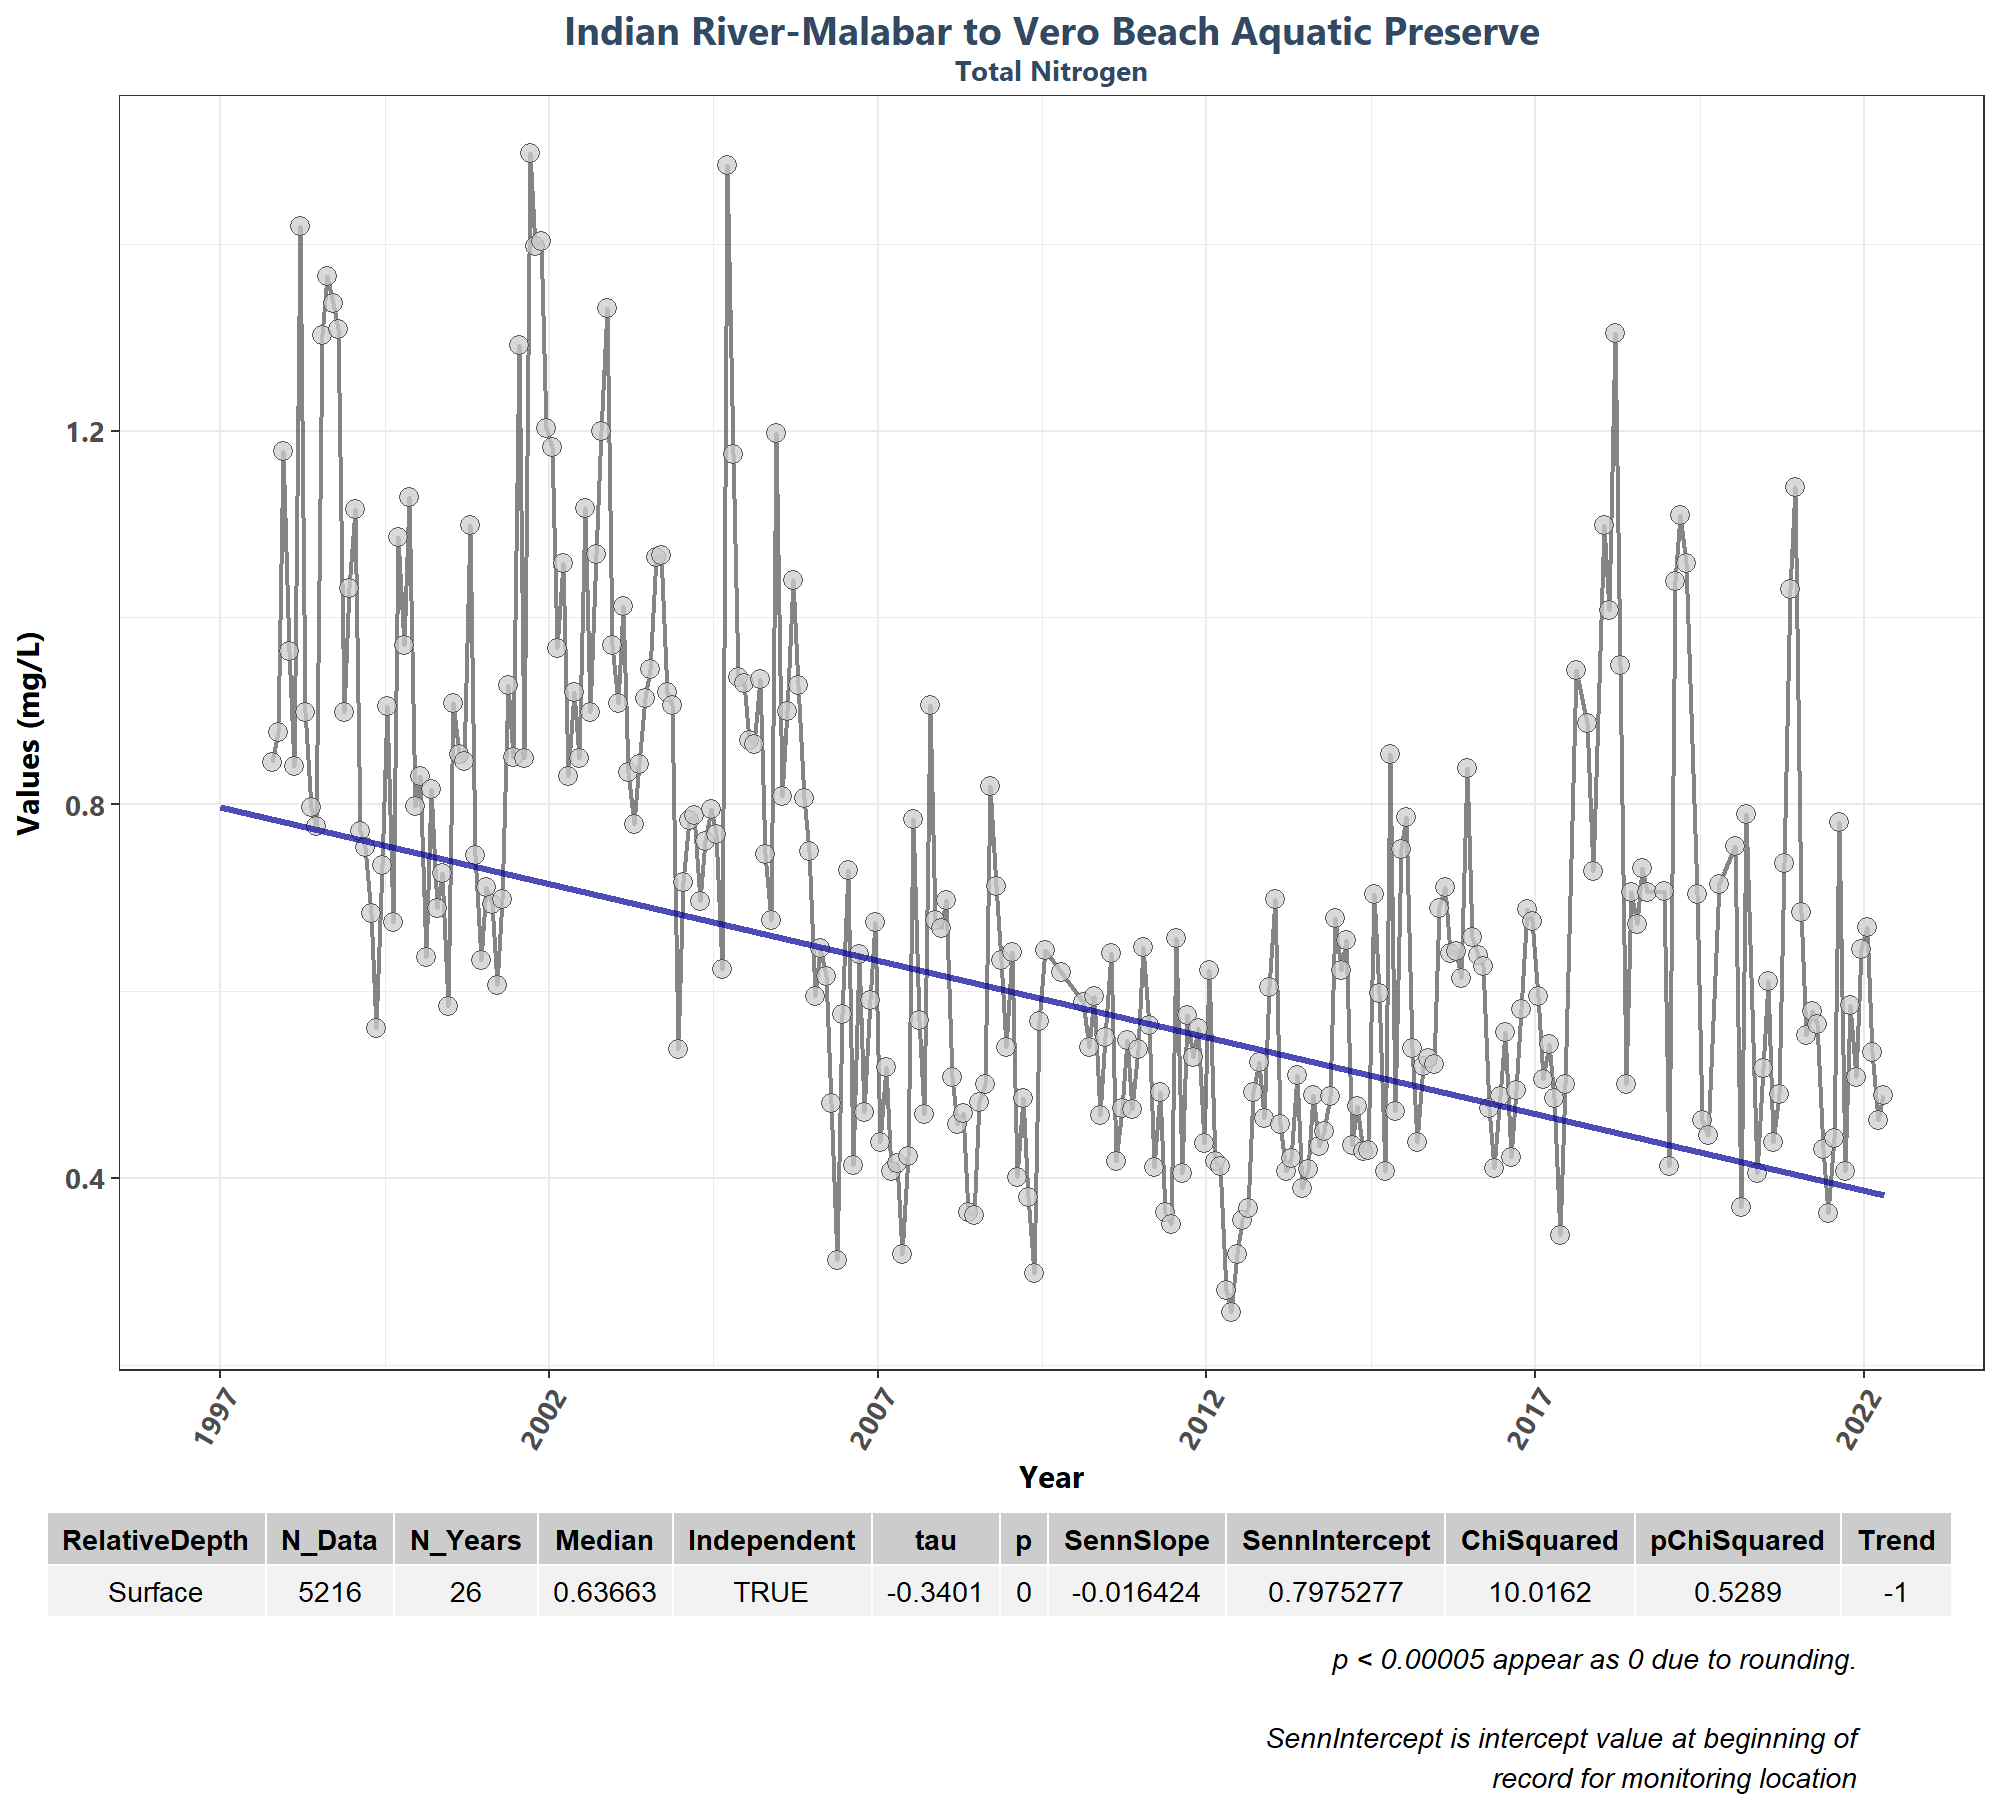 Indian River-Malabar to Vero Beach Aquatic Preserve
Total Nitrogen
Values (mg/L)
1.2
0.8
0.4
1997 2002 2007 2012 2017 2022
Year
RelativeDepth N_Data N_Years Median Independent tau p SennSlope SennIntercept ChiSquared pChiSquared Trend
Surface 5216 26 0.63663 TRUE -0.3401 0 -0.016424 0.7975277 10.0162 0.5289 -1
p < 0.00005 appear as 0 due to rounding.
SennIntercept is intercept value at beginning of
record for monitoring location